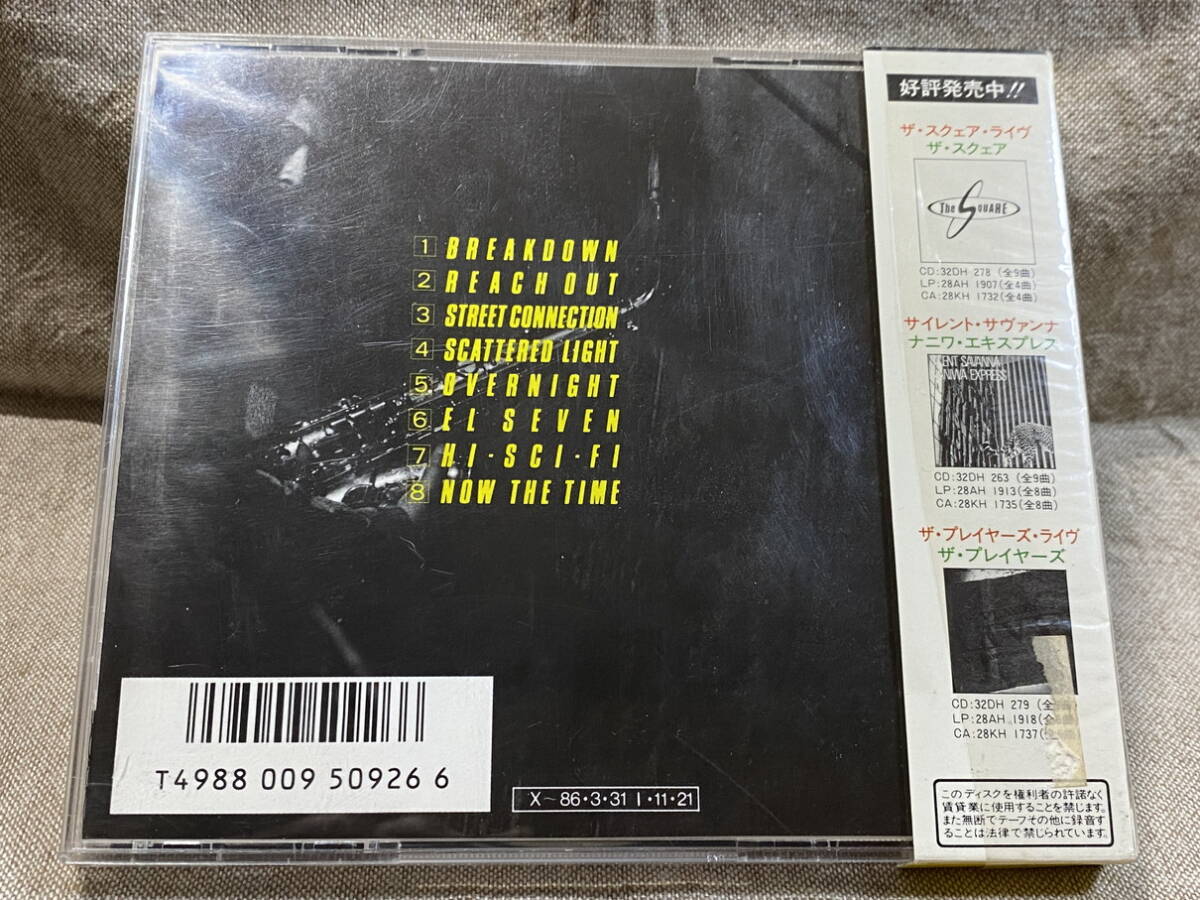 1 BREAKDOWN
2 REACH OUT
3 STREET CONNECTION
4 SCATTERED LIGHT
5 OVERNIGHT
6 EL SEVEN
7 HI-SCI-FI
8 NOW THE TIME
T4988 009 50926 6
X〜86・3・31 I・11・21
好評発売中!!
ザ・スクェア・ライヴ
ザ・スクェア
The SQUARE
CD:32DH 278 (全9曲)
LP:28AH 1907(全4曲)
CA:28KH 1732(全4曲)
サイレント・サヴァンナ
ナニワ・エキスプレス
ENT SAVANNA
NIWA EXPRESS
CD:32DH 263 (全9曲)
LP:28AH 1913(全8曲)
CA:28KH 1735(全8曲)
ザ・プレイヤーズ・ライヴ
ザ・プレイヤーズ
CD:32DH 279 (全
LP:28AH 1918(全
CA:28KH 1737(全
このディスクを権利者の許諾なく
賃貸業に使用することを禁じます。
また無断でテープその他に録音す
ることは法律で禁じられています。